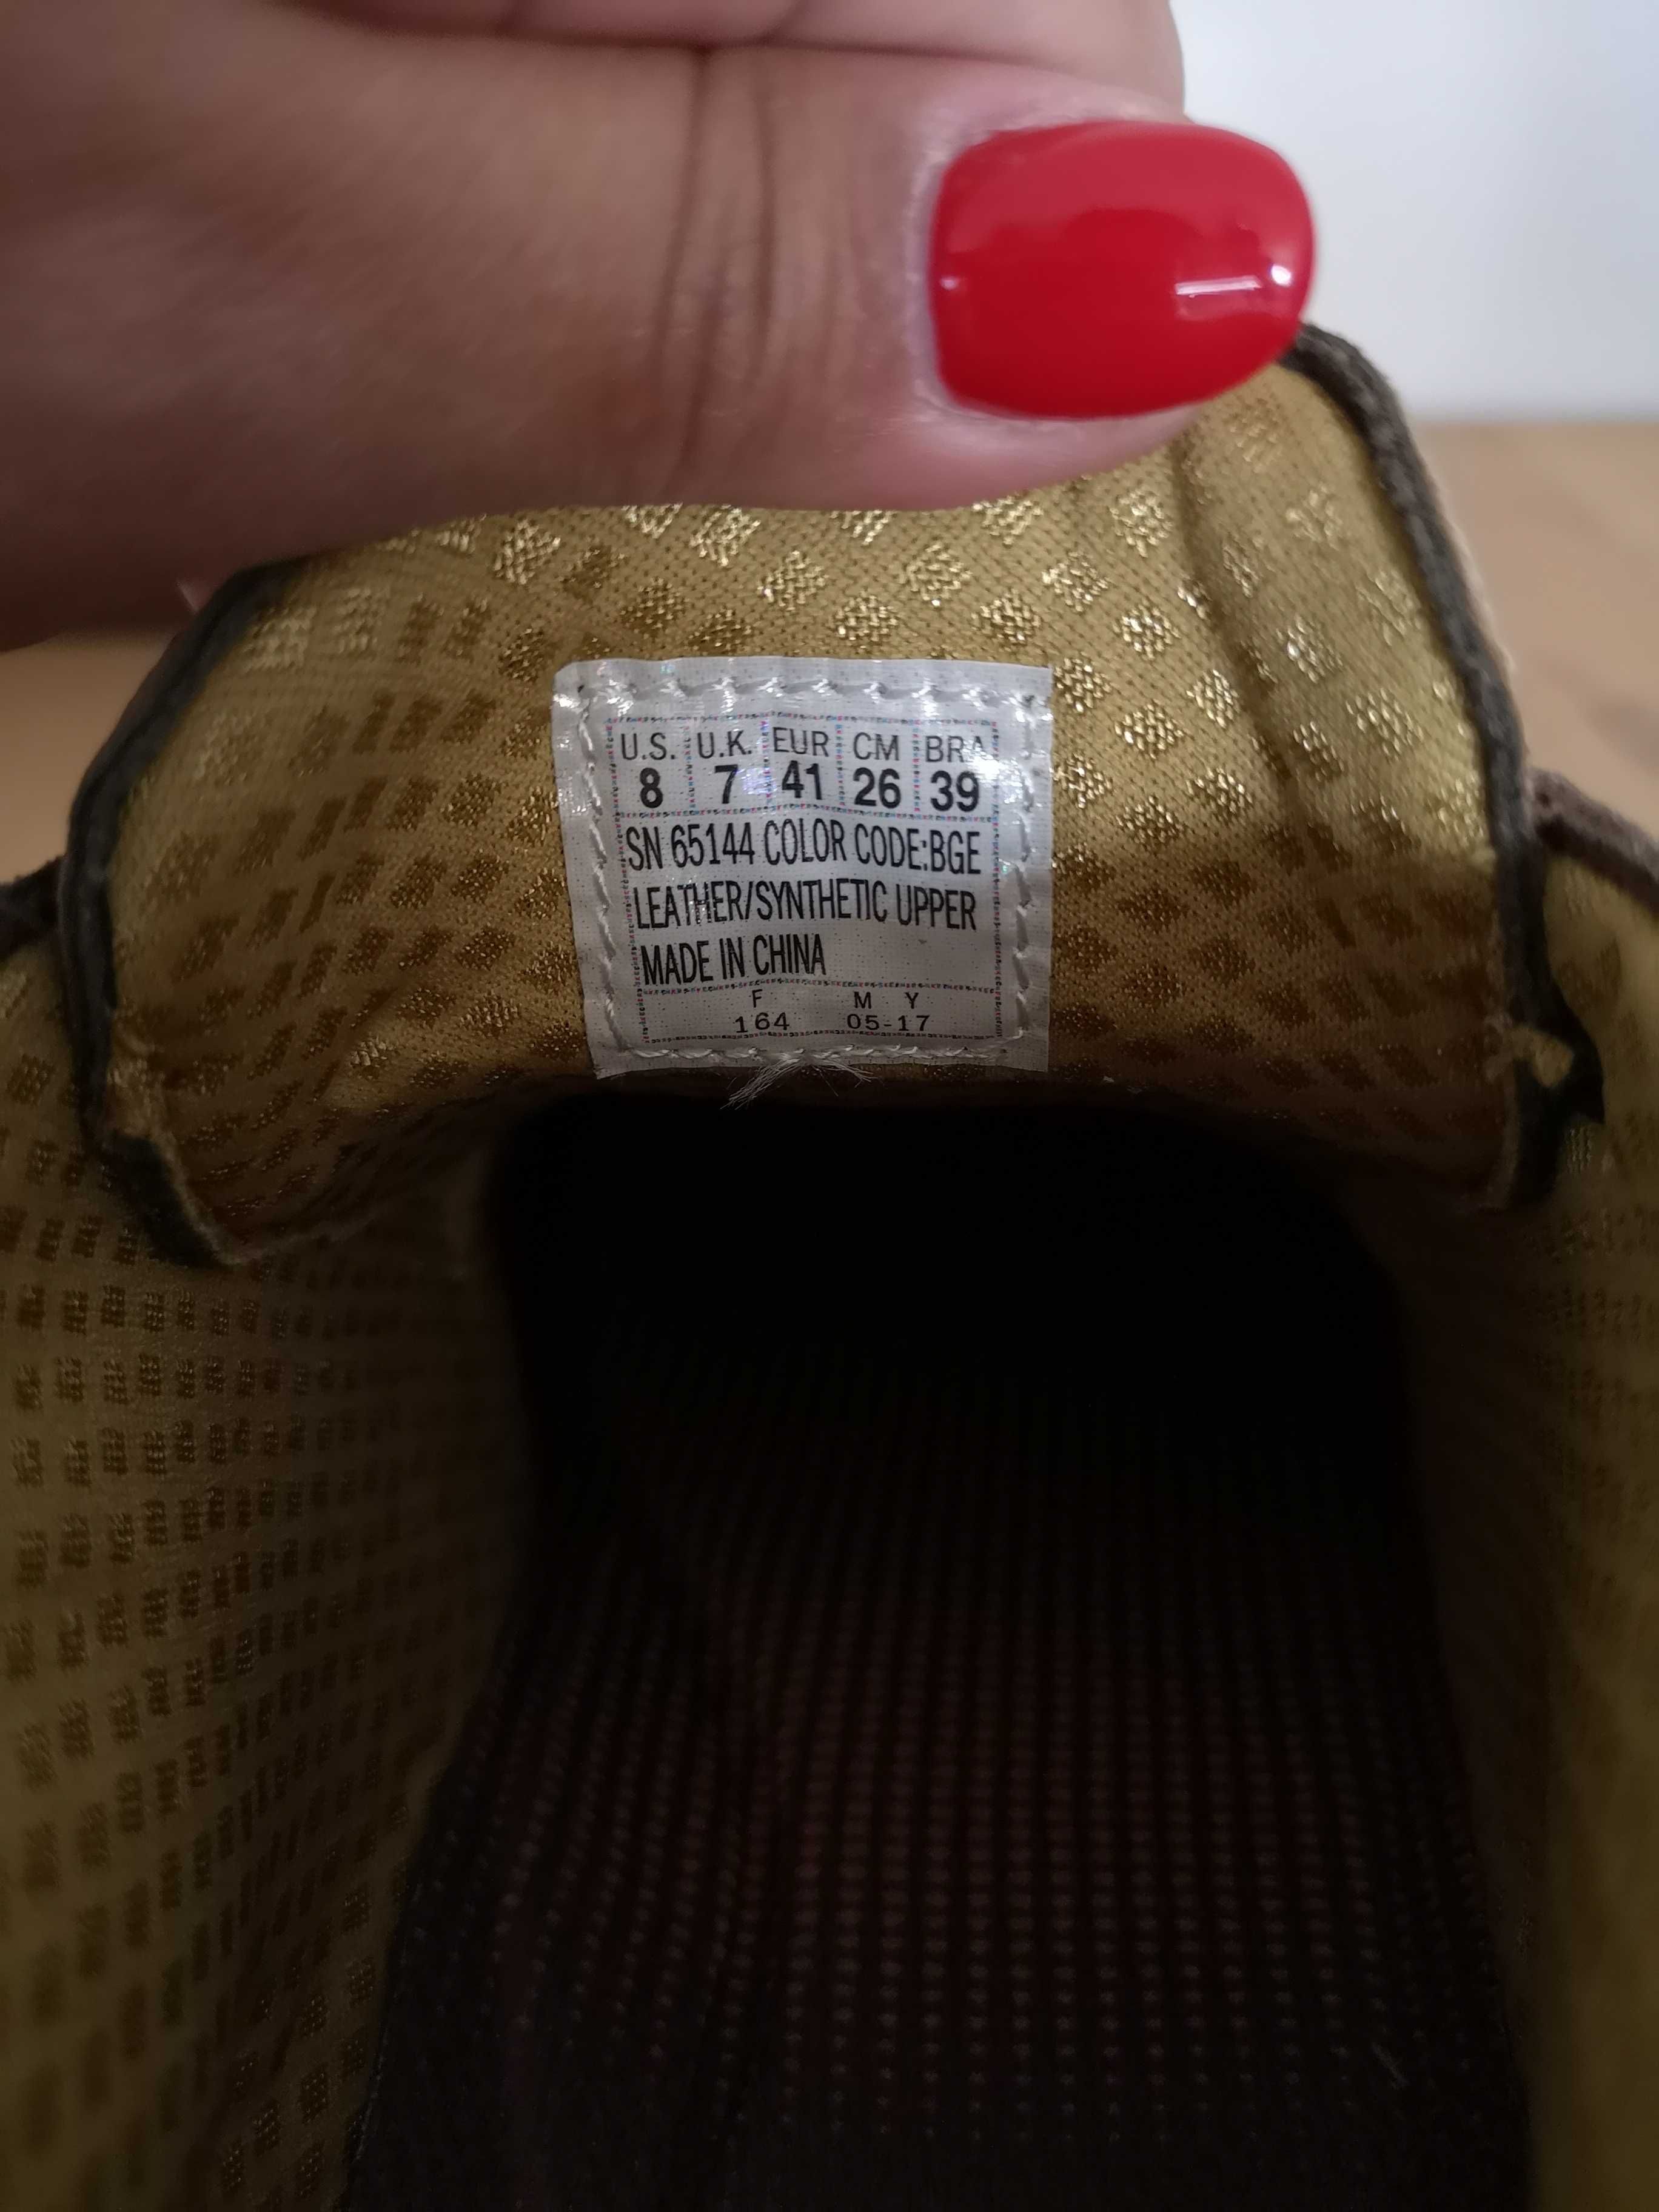 U.S. U.K. EUR CM BRA
8 7 41 26 39
SN 65144 COLOR CODE:BGE
LEATHER/SYNTHETIC UPPER
MADE IN CHINA
F M Y
164 05-17